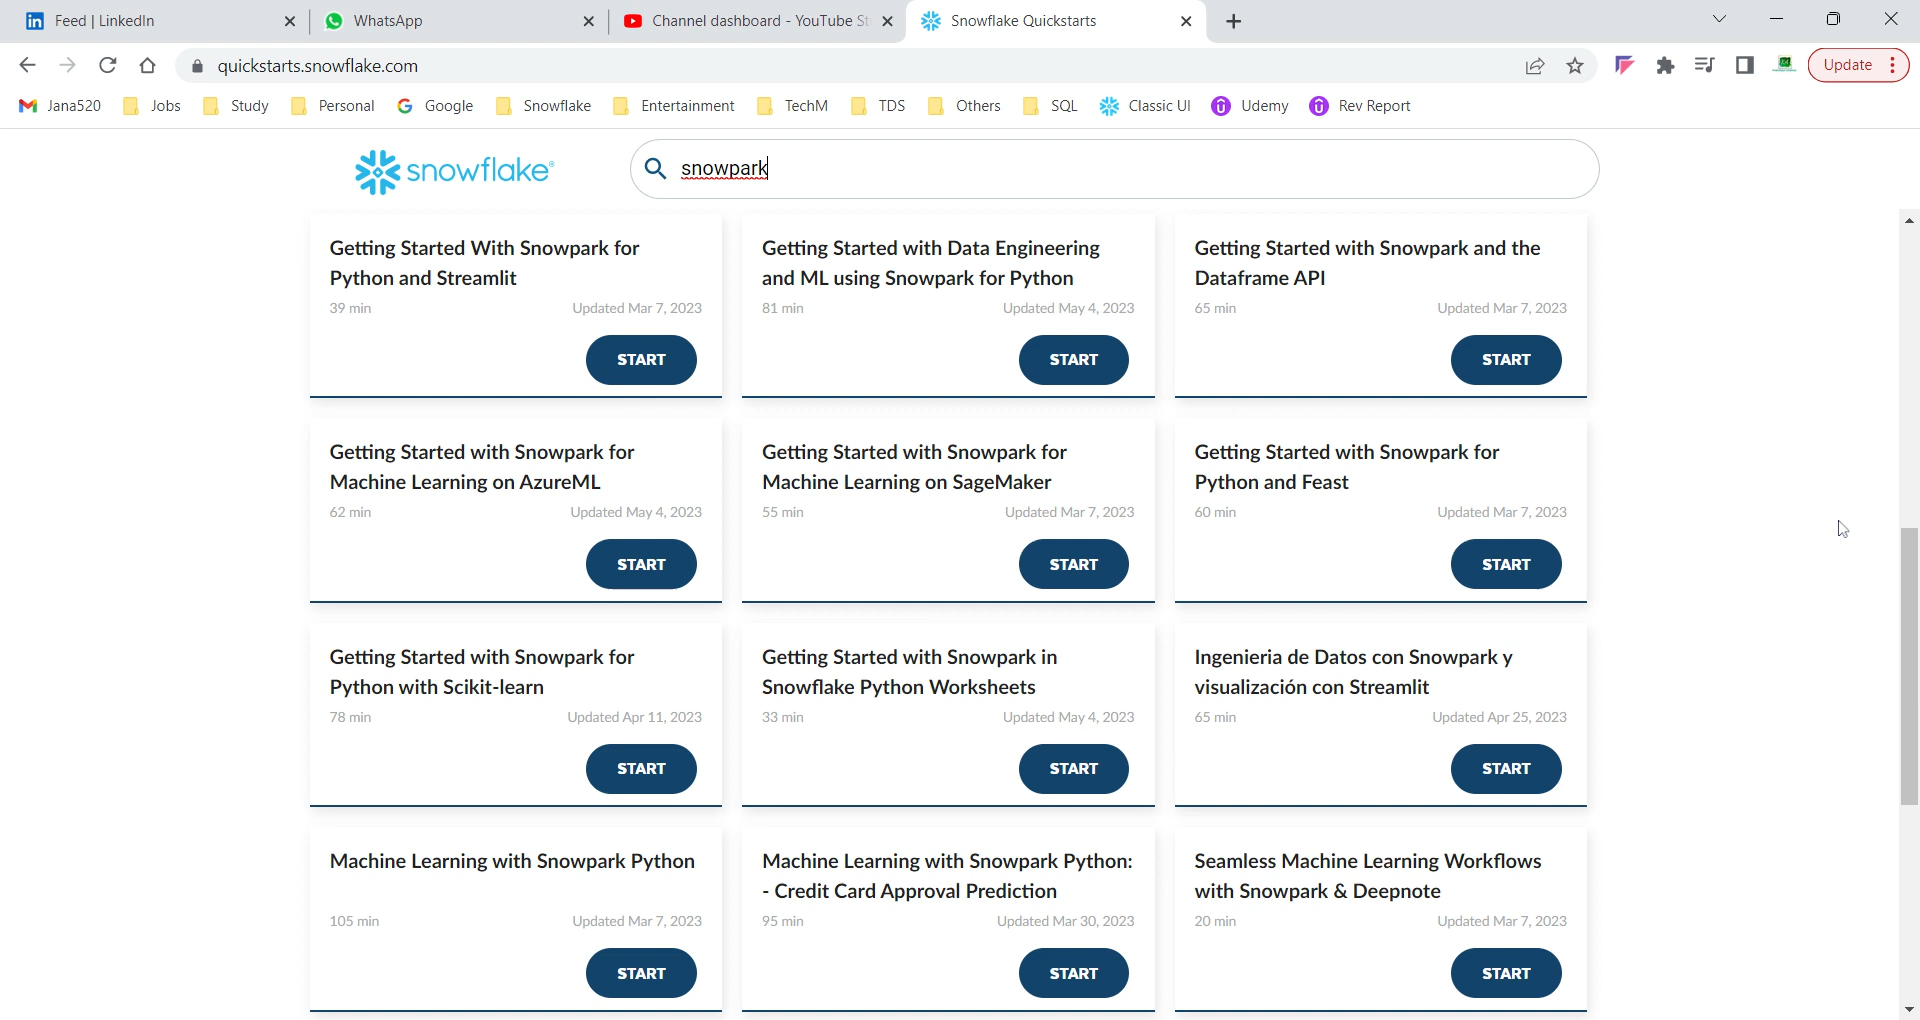 Feed | LinkedIn
WhatsApp
Channel dashboard - YouTube St
Snowflake Quickstarts
quickstarts.snowflake.com
Update
Jana520
Jobs
Study
Personal
Google
Snowflake
Entertainment
TechM
TDS
Others
SQL
Classic UI
Udemy
Rev Report
snowflake®
snowpark
Getting Started With Snowpark for
Python and Streamlit
39 min
Updated Mar 7, 2023
START
Getting Started with Data Engineering
and ML using Snowpark for Python
81 min
Updated May 4, 2023
START
Getting Started with Snowpark and the
Dataframe API
65 min
Updated Mar 7, 2023
START
Getting Started with Snowpark for
Machine Learning on AzureML
62 min
Updated May 4, 2023
START
Getting Started with Snowpark for
Machine Learning on SageMaker
55 min
Updated Mar 7, 2023
START
Getting Started with Snowpark for
Python and Feast
60 min
Updated Mar 7, 2023
START
Getting Started with Snowpark for
Python with Scikit-learn
78 min
Updated Apr 11, 2023
START
Getting Started with Snowpark in
Snowflake Python Worksheets
33 min
Updated May 4, 2023
START
Ingenieria de Datos con Snowpark y
visualización con Streamlit
65 min
Updated Apr 25, 2023
START
Machine Learning with Snowpark Python
105 min
Updated Mar 7, 2023
START
Machine Learning with Snowpark Python:
- Credit Card Approval Prediction
95 min
Updated Mar 30, 2023
START
Seamless Machine Learning Workflows
with Snowpark & Deepnote
20 min
Updated Mar 7, 2023
START